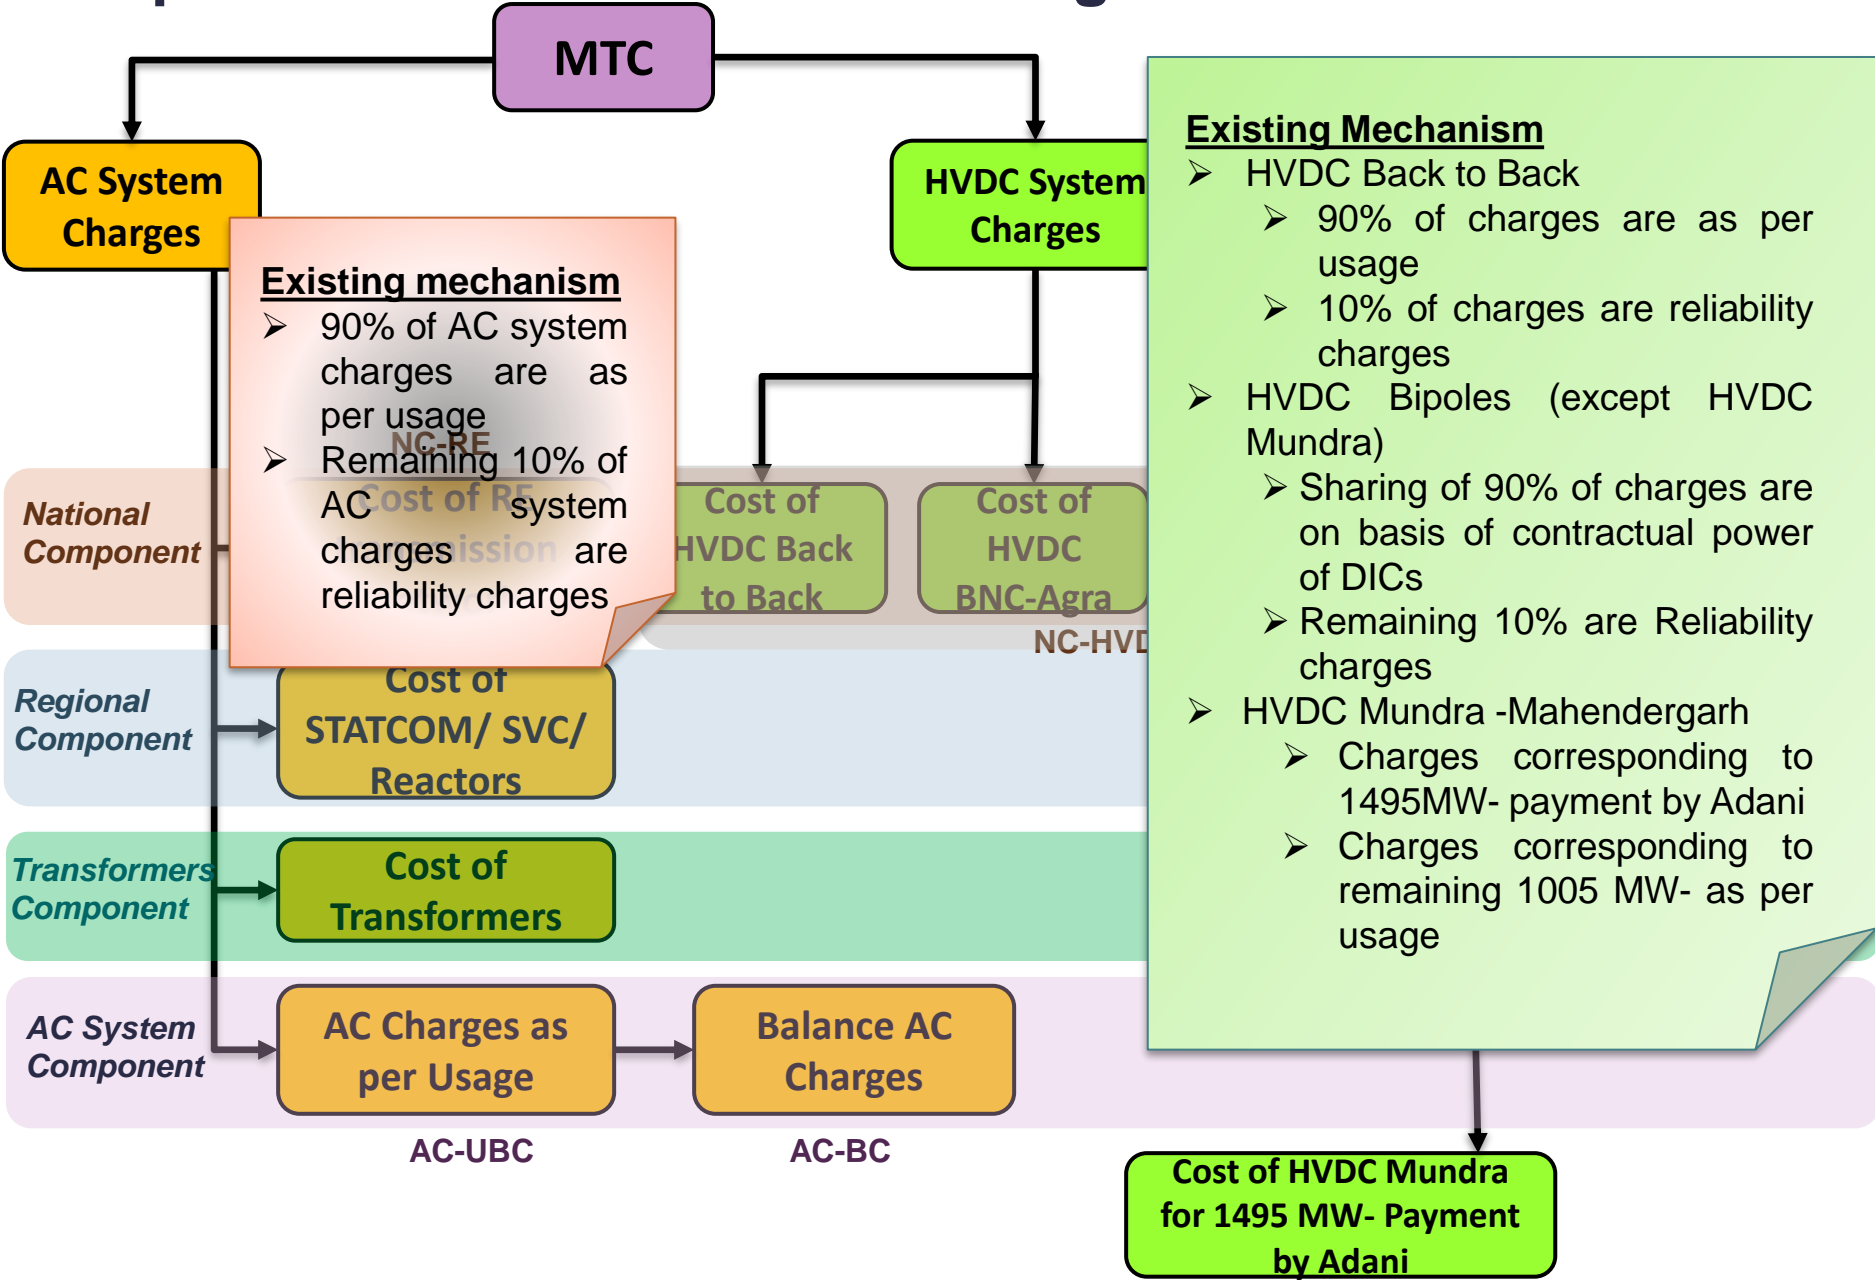 MTC
AC System
Charges
HVDC System
Charges
Existing mechanism
➢ 90% of AC system
charges are as
per usage
➢ Remaining 10% of
AC system
charges are
reliability charges
NC-RE
Cost of RE
Existing Mechanism
➢ HVDC Back to Back
➢ 90% of charges are as per
usage
➢ 10% of charges are reliability
charges
➢ HVDC Bipoles (except HVDC
Mundra)
➢ Sharing of 90% of charges are
on basis of contractual power
of DICs
➢ Remaining 10% are Reliability
charges
➢ HVDC Mundra -Mahendergarh
➢ Charges corresponding to
1495MW- payment by Adani
➢ Charges corresponding to
remaining 1005 MW- as per
usage
National
Component
Cost of
HVDC Back
to Back
Cost of
HVDC
BNC-Agra
Regional
Component
Cost of
STATCOM/ SVC/
Reactors
Transformers
Component
Cost of
Transformers
AC System
Component
AC Charges as
per Usage
Balance AC
Charges
AC-UBC
AC-BC
Cost of HVDC Mundra
for 1495 MW- Payment
by Adani